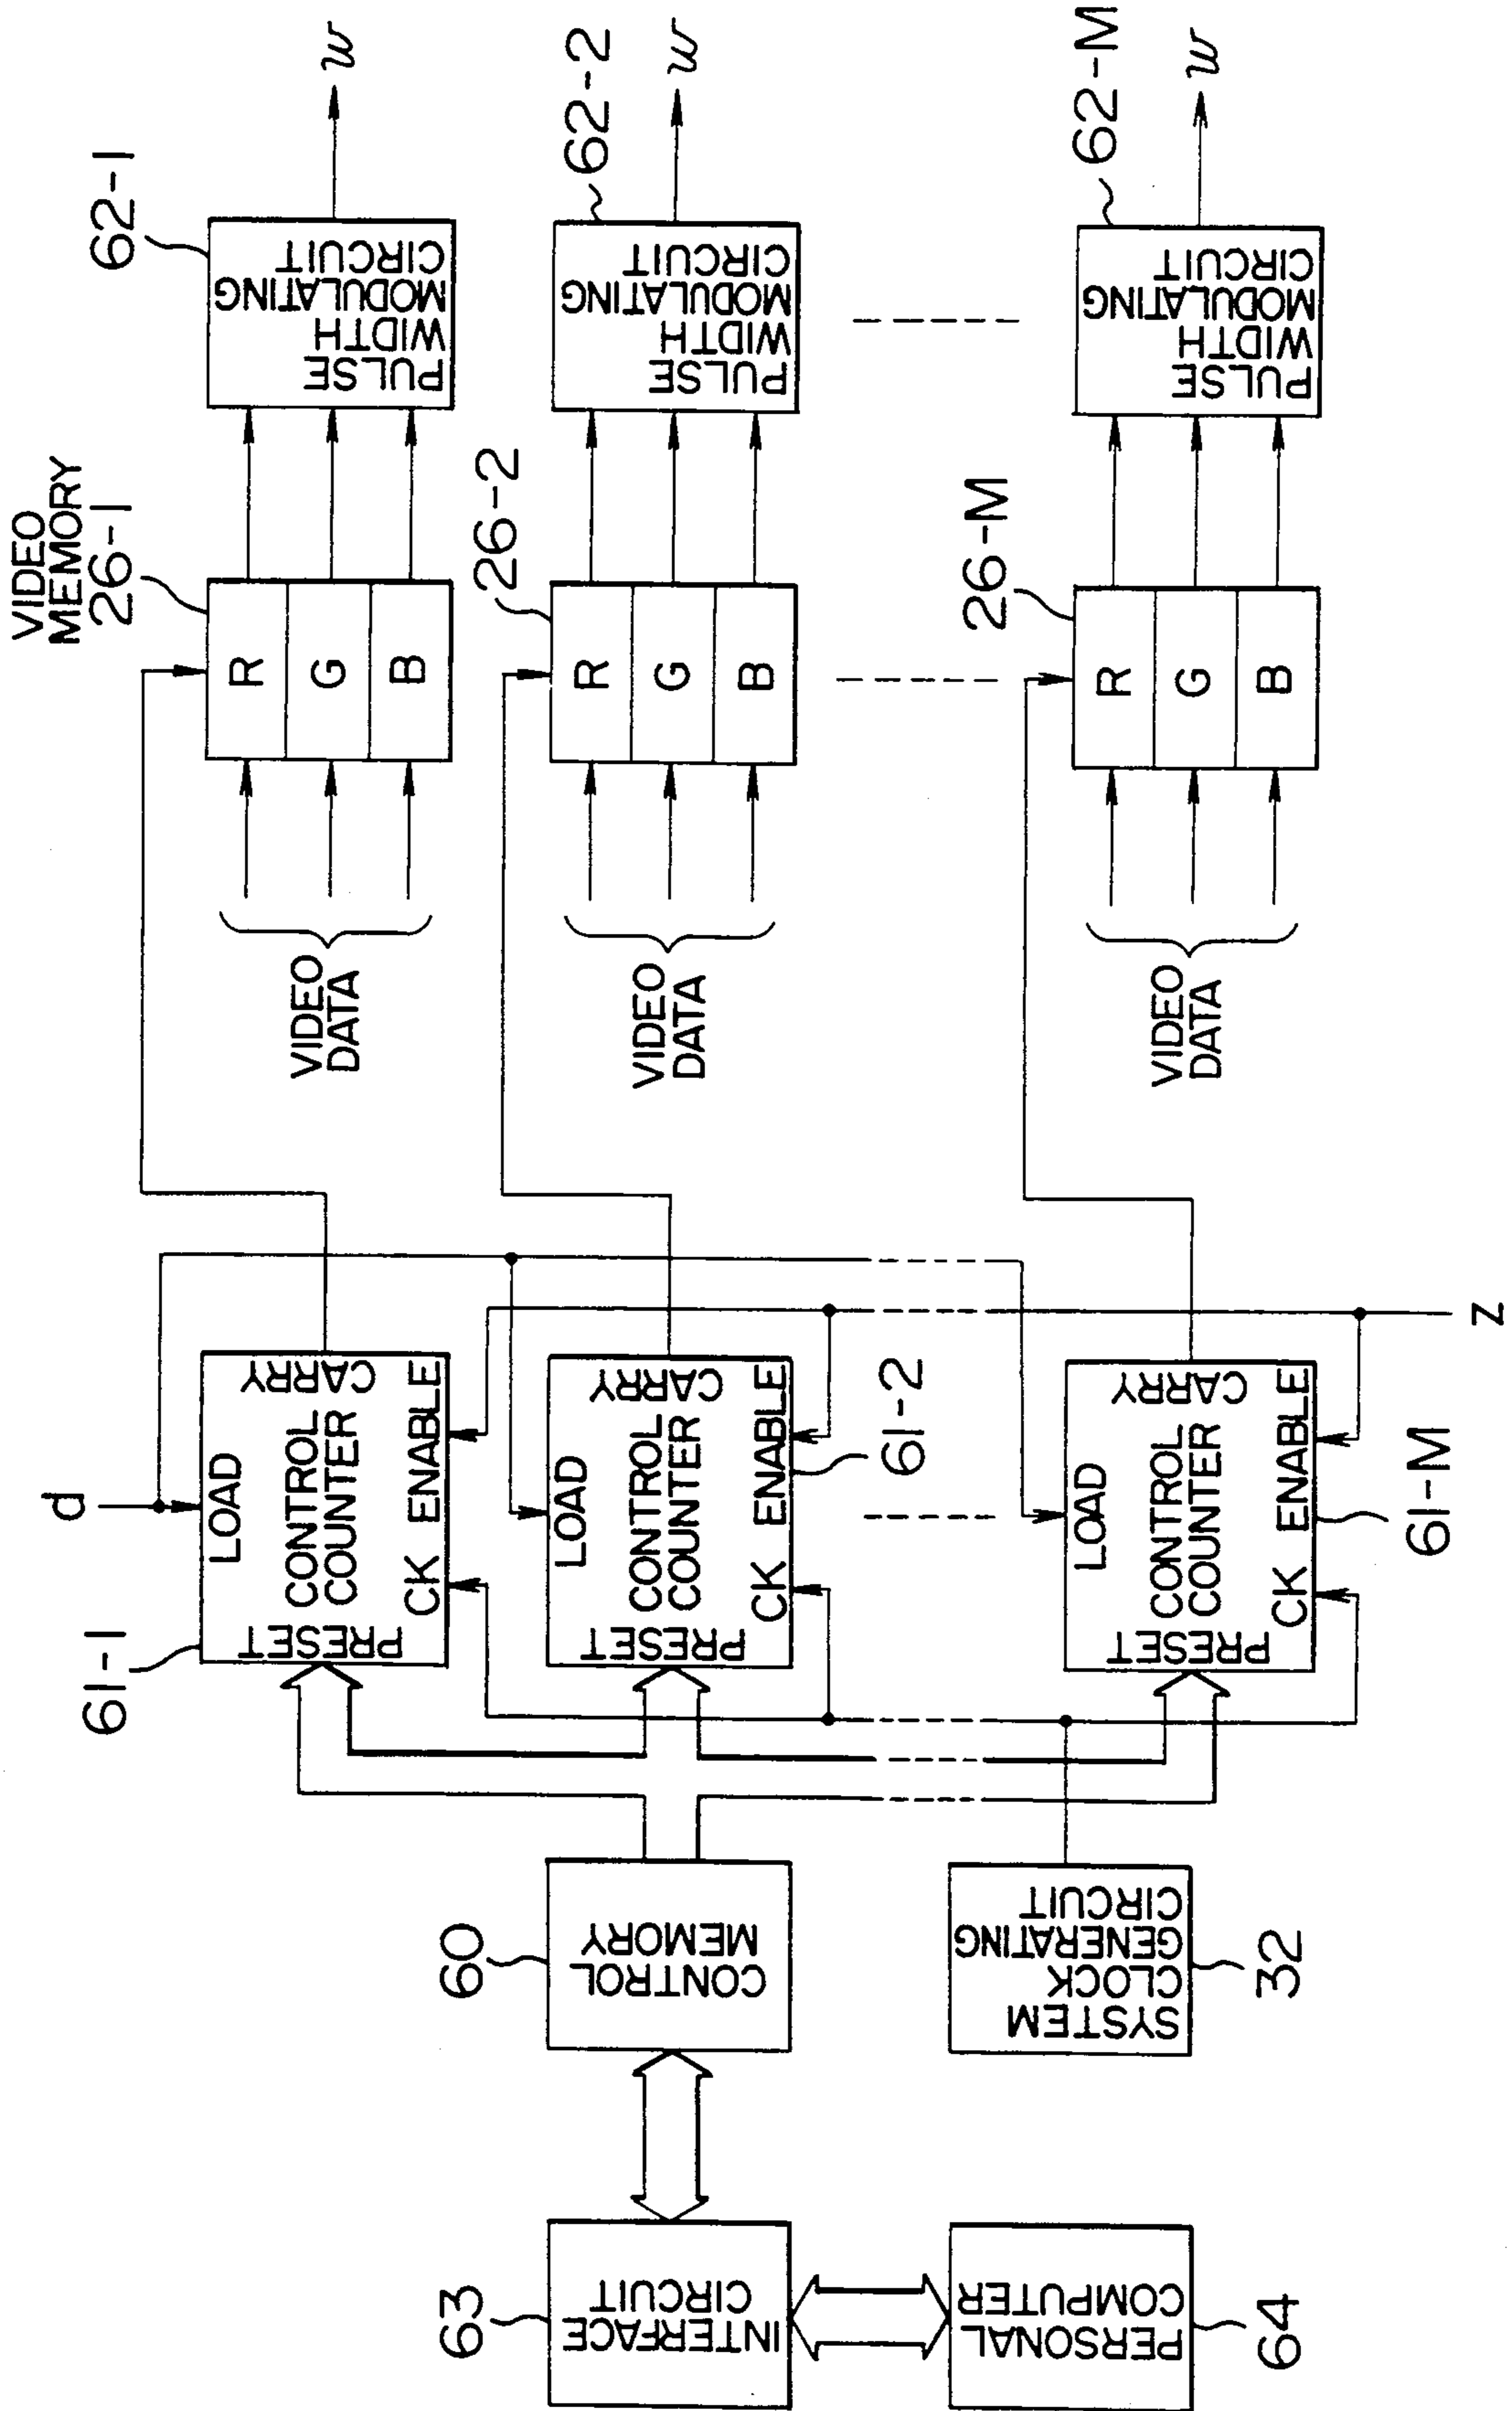 VIDEO
MEMORY
26-1
62-1
R
G
B
PULSE
WIDTH
MODULATING
CIRCUIT
w
VIDEO
DATA
61-1
d
LOAD
PRESET
CONTROL
COUNTER
CARRY
CK ENABLE
26-2
62-2
R
G
B
PULSE
WIDTH
MODULATING
CIRCUIT
w
VIDEO
DATA
LOAD
PRESET
CONTROL
COUNTER
CARRY
CK ENABLE
61-2
26-M
62-M
R
G
B
PULSE
WIDTH
MODULATING
CIRCUIT
w
VIDEO
DATA
LOAD
PRESET
CONTROL
COUNTER
CARRY
CK ENABLE
61-M
z
60
CONTROL
MEMORY
SYSTEM
CLOCK
GENERATING
CIRCUIT
32
63
INTERFACE
CIRCUIT
PERSONAL
COMPUTER
64